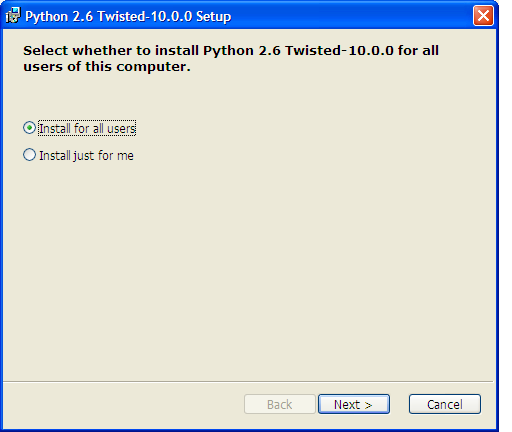 Python 2.6 Twisted-10.0.0 Setup
Select whether to install Python 2.6 Twisted-10.0.0 for all
users of this computer.
Install for all users
Install just for me
Back Next > Cancel